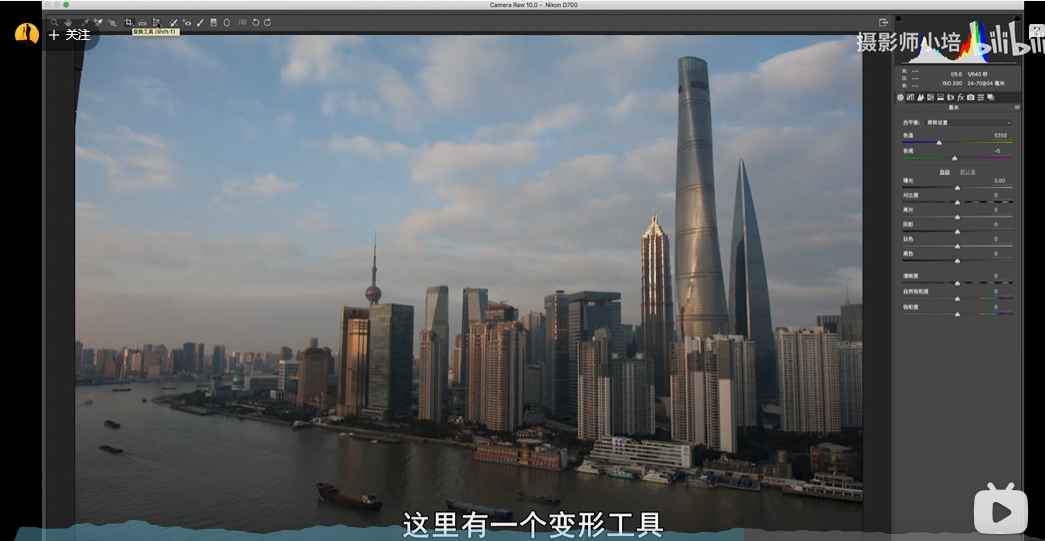 Camera Raw 10.0 - Nikon D700
+ 关注
变换工具 (Shift-T)
摄影师小培
bilibili
R: ---
G: ---
B: ---
f/5.6 1/640 秒
ISO 200 24-70@24 毫米
基本
白平衡: 原照设置
色温 5350
色调 -5
自动 默认值
曝光 0.00
对比度 0
高光 0
阴影 0
白色 0
黑色 0
清晰度 0
自然饱和度 0
饱和度 0
这里有一个变形工具